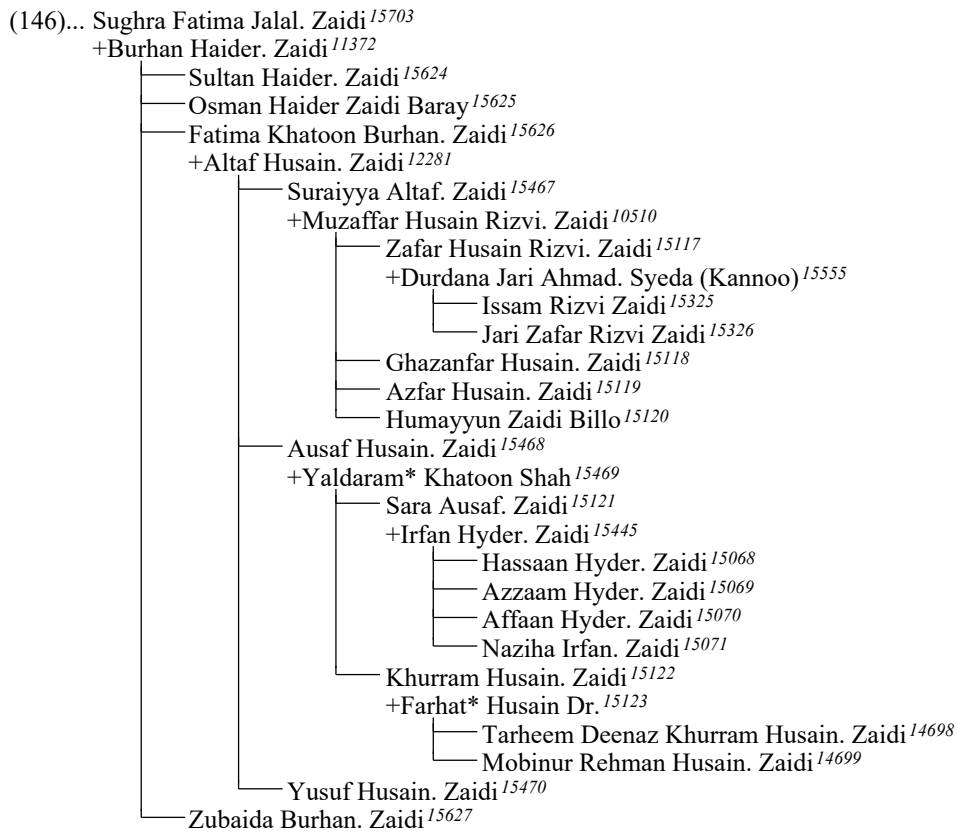 (146)... Sughra Fatima Jalal. Zaidi 15703
+Burhan Haider. Zaidi 11372
Sultan Haider. Zaidi 15624
Osman Haider Zaidi Baray 15625
Fatima Khatoon Burhan. Zaidi 15626
+Altaf Husain. Zaidi 12281
Suraiyya Altaf. Zaidi 15467
+Muzaffar Husain Rizvi. Zaidi 10510
Zafar Husain Rizvi. Zaidi 15117
+Durdana Jari Ahmad. Syeda (Kannoo) 15555
Issam Rizvi Zaidi 15325
Jari Zafar Rizvi Zaidi 15326
Ghazanfar Husain. Zaidi 15118
Azfar Husain. Zaidi 15119
Humayyun Zaidi Billo 15120
Ausaf Husain. Zaidi 15468
+Yaldaram* Khatoon Shah 15469
Sara Ausaf. Zaidi 15121
+Irfan Hyder. Zaidi 15445
Hassaan Hyder. Zaidi 15068
Azzaam Hyder. Zaidi 15069
Affaan Hyder. Zaidi 15070
Naziha Irfan. Zaidi 15071
Khurram Husain. Zaidi 15122
+Farhat* Husain Dr. 15123
Tarheem Deenaz Khurram Husain. Zaidi 14698
Mobinur Rehman Husain. Zaidi 14699
Yusuf Husain. Zaidi 15470
Zubaida Burhan. Zaidi 15627